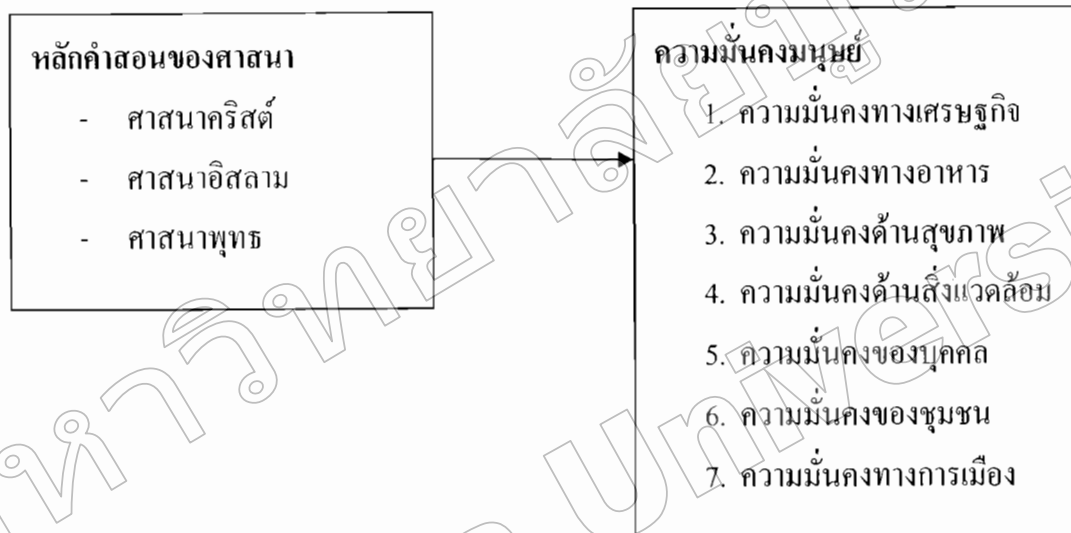 หลักคำสอนของศาสนา
- ศาสนาคริสต์
- ศาสนาอิสลาม
- ศาสนาพุทธ
ความมั่นคงมนุษย์
1. ความมั่นคงทางเศรษฐกิจ
2. ความมั่นคงทางอาหาร
3. ความมั่นคงด้านสุขภาพ
4. ความมั่นคงด้านสิ่งแวดล้อม
5. ความมั่นคงของบุคคล
6. ความมั่นคงของชุมชน
7. ความมั่นคงทางการเมือง